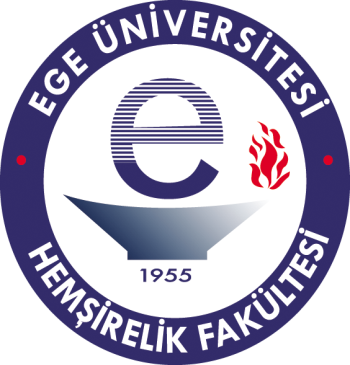 EGE ÜNİVERSİTESİ
e
1955
HEMŞİRELİK FAKÜLTESİ